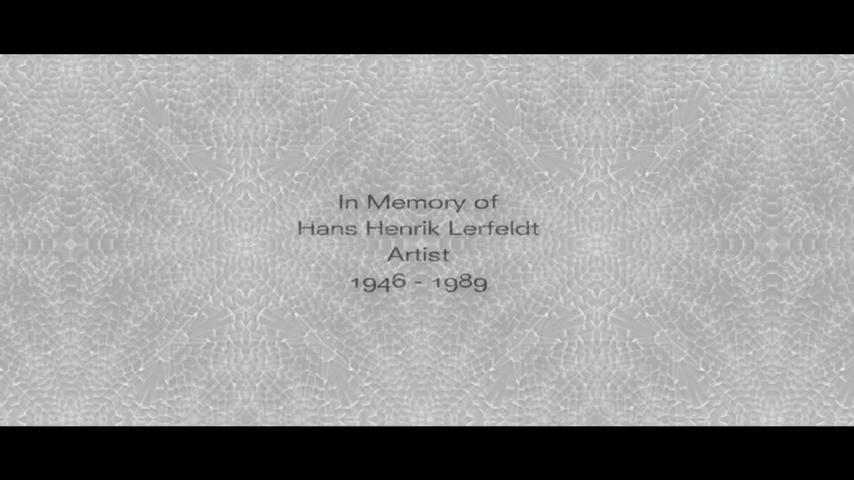 In Memory of
Hans Henrik Lerfeldt
Artist
1946 - 1989